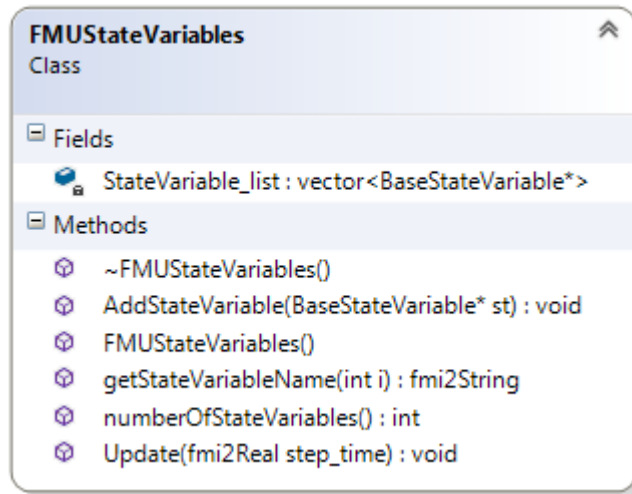 FMUStateVariables
Class
Fields
StateVariable_list : vector<BaseStateVariable*>
Methods
~FMUStateVariables()
AddStateVariable(BaseStateVariable* st) : void
FMUStateVariables()
getStateVariableName(int i) : fmi2String
numberOfStateVariables() : int
Update(fmi2Real step_time) : void